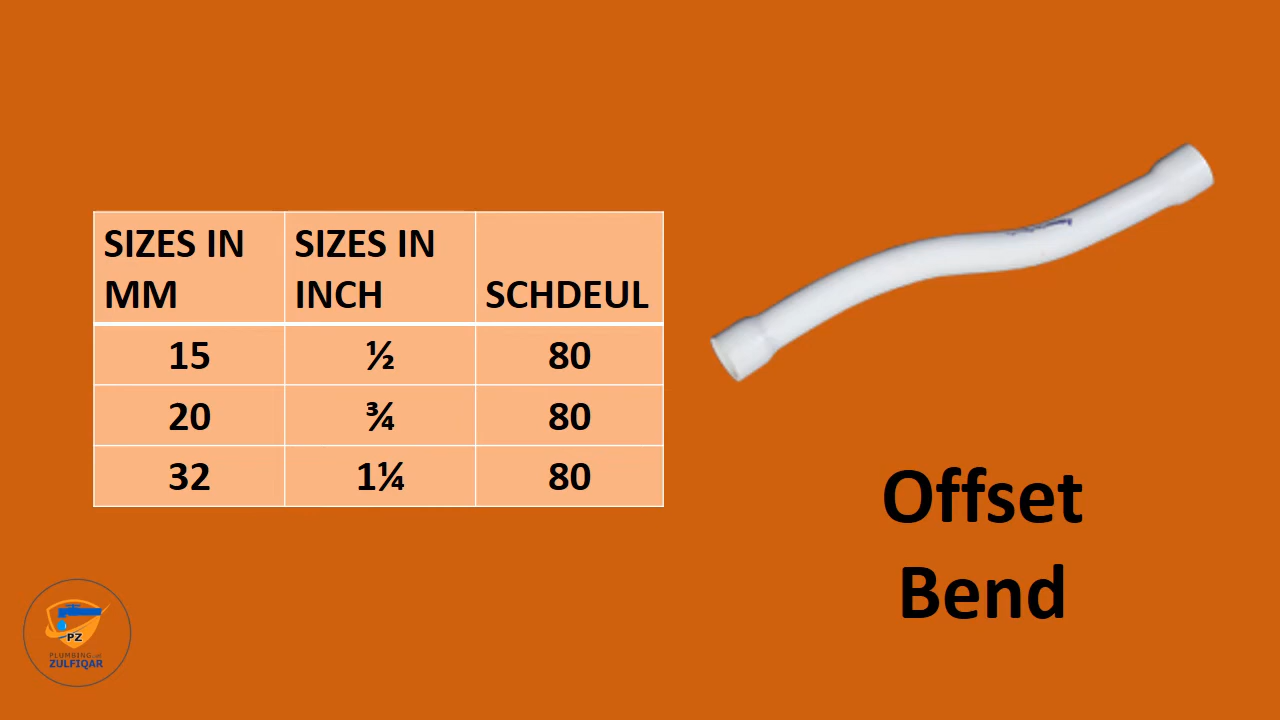 SIZES IN MM SIZES IN INCH SCHDEUL
15 ½ 80
20 ¾ 80
32 1¼ 80
Offset
Bend
PZ
PLUMBING
ZULFIQAR